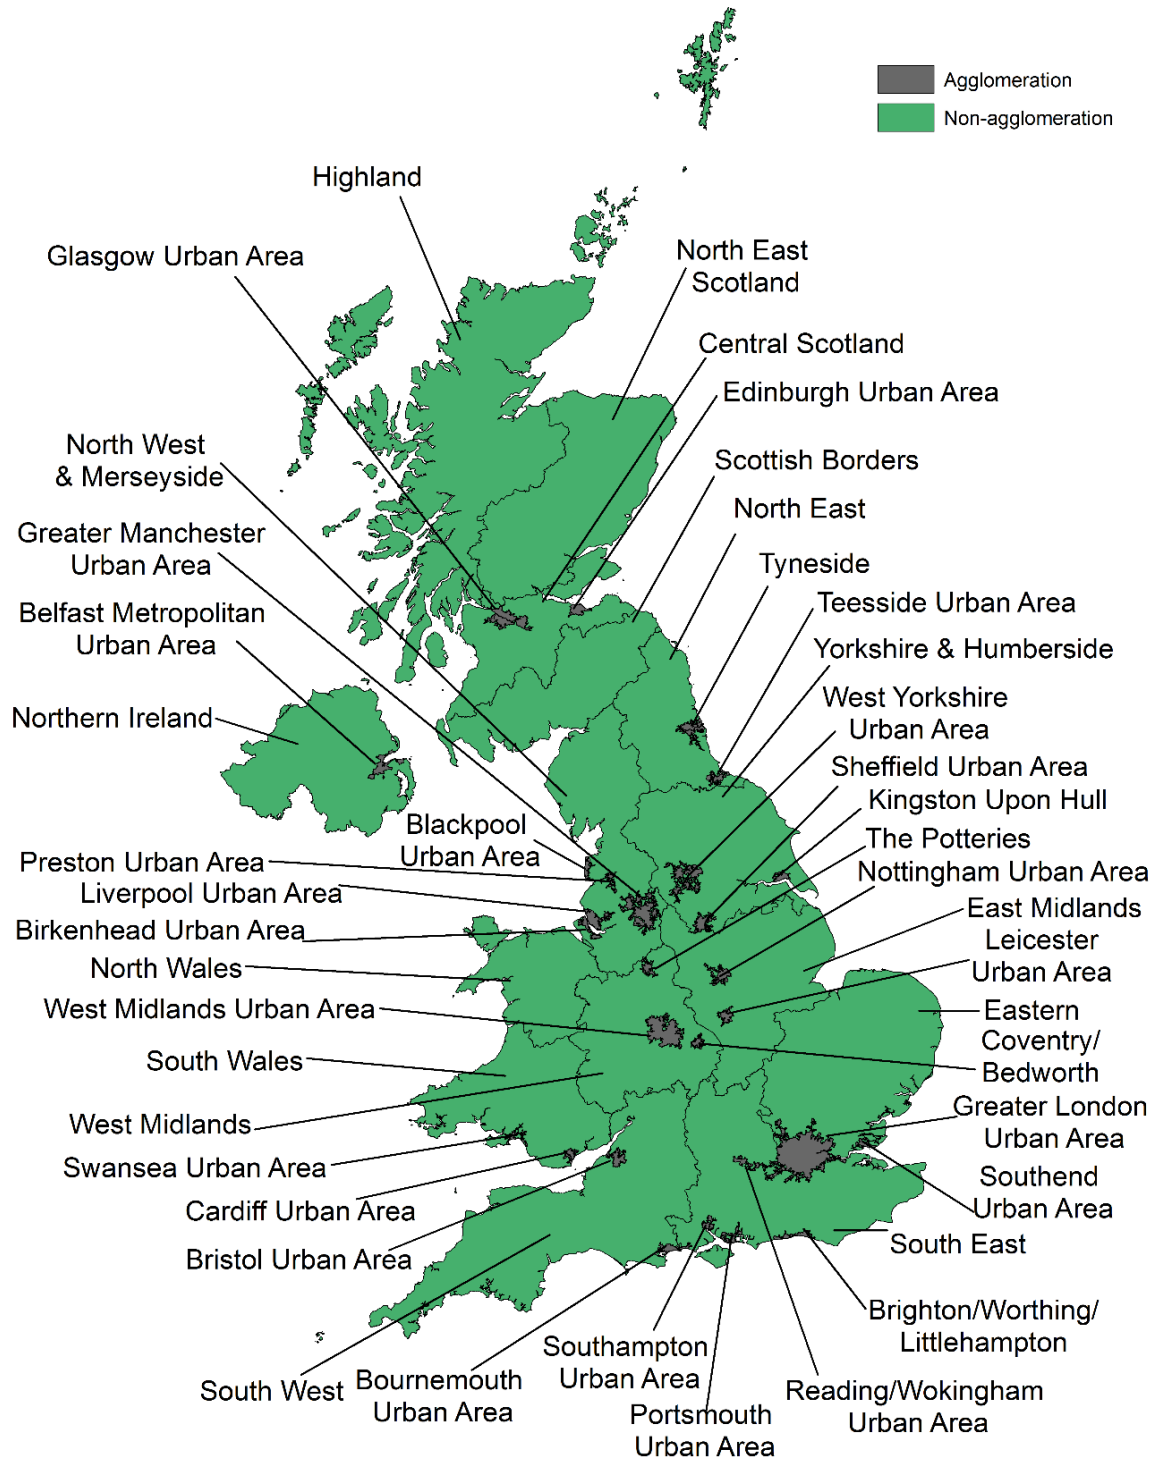 Agglomeration
Non-agglomeration
Highland
Glasgow Urban Area
North East
Scotland
Central Scotland
Edinburgh Urban Area
North West
& Merseyside
Scottish Borders
North East
Greater Manchester
Urban Area
Tyneside
Belfast Metropolitan
Urban Area
Teesside Urban Area
Yorkshire & Humberside
West Yorkshire
Urban Area
Northern Ireland
Sheffield Urban Area
Kingston Upon Hull
Blackpool
Urban Area
The Potteries
Preston Urban Area
Nottingham Urban Area
Liverpool Urban Area
East Midlands
Birkenhead Urban Area
Leicester
Urban Area
North Wales
West Midlands Urban Area
Eastern
Coventry/
Bedworth
South Wales
West Midlands
Greater London
Urban Area
Swansea Urban Area
Southend
Urban Area
Cardiff Urban Area
South East
Bristol Urban Area
Brighton/Worthing/
Littlehampton
Southampton
Urban Area
South West
Bournemouth
Urban Area
Reading/Wokingham
Urban Area
Portsmouth
Urban Area